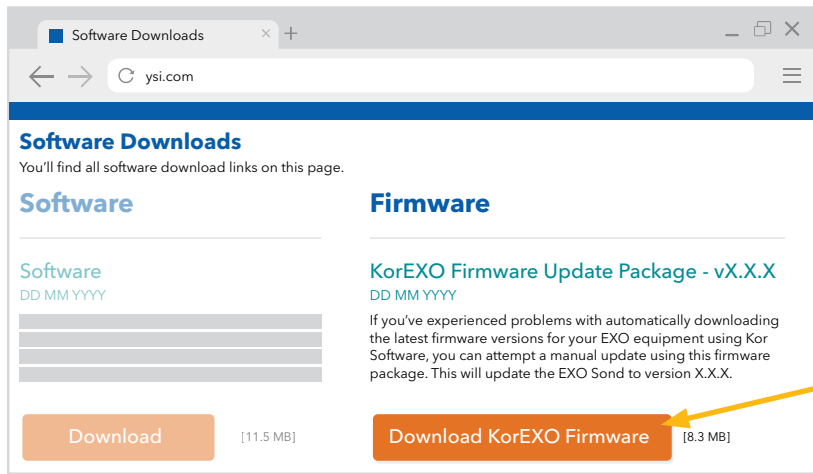 Software Downloads
ysi.com
Software Downloads
You'll find all software download links on this page.
Software
Software
DD MM YYYY
Download [11.5 MB]
Firmware
KorEXO Firmware Update Package - vX.X.X
DD MM YYYY
If you've experienced problems with automatically downloading
the latest firmware versions for your EXO equipment using Kor
Software, you can attempt a manual update using this firmware
package. This will update the EXO Sond to version X.X.X.
Download KorEXO Firmware [8.3 MB]